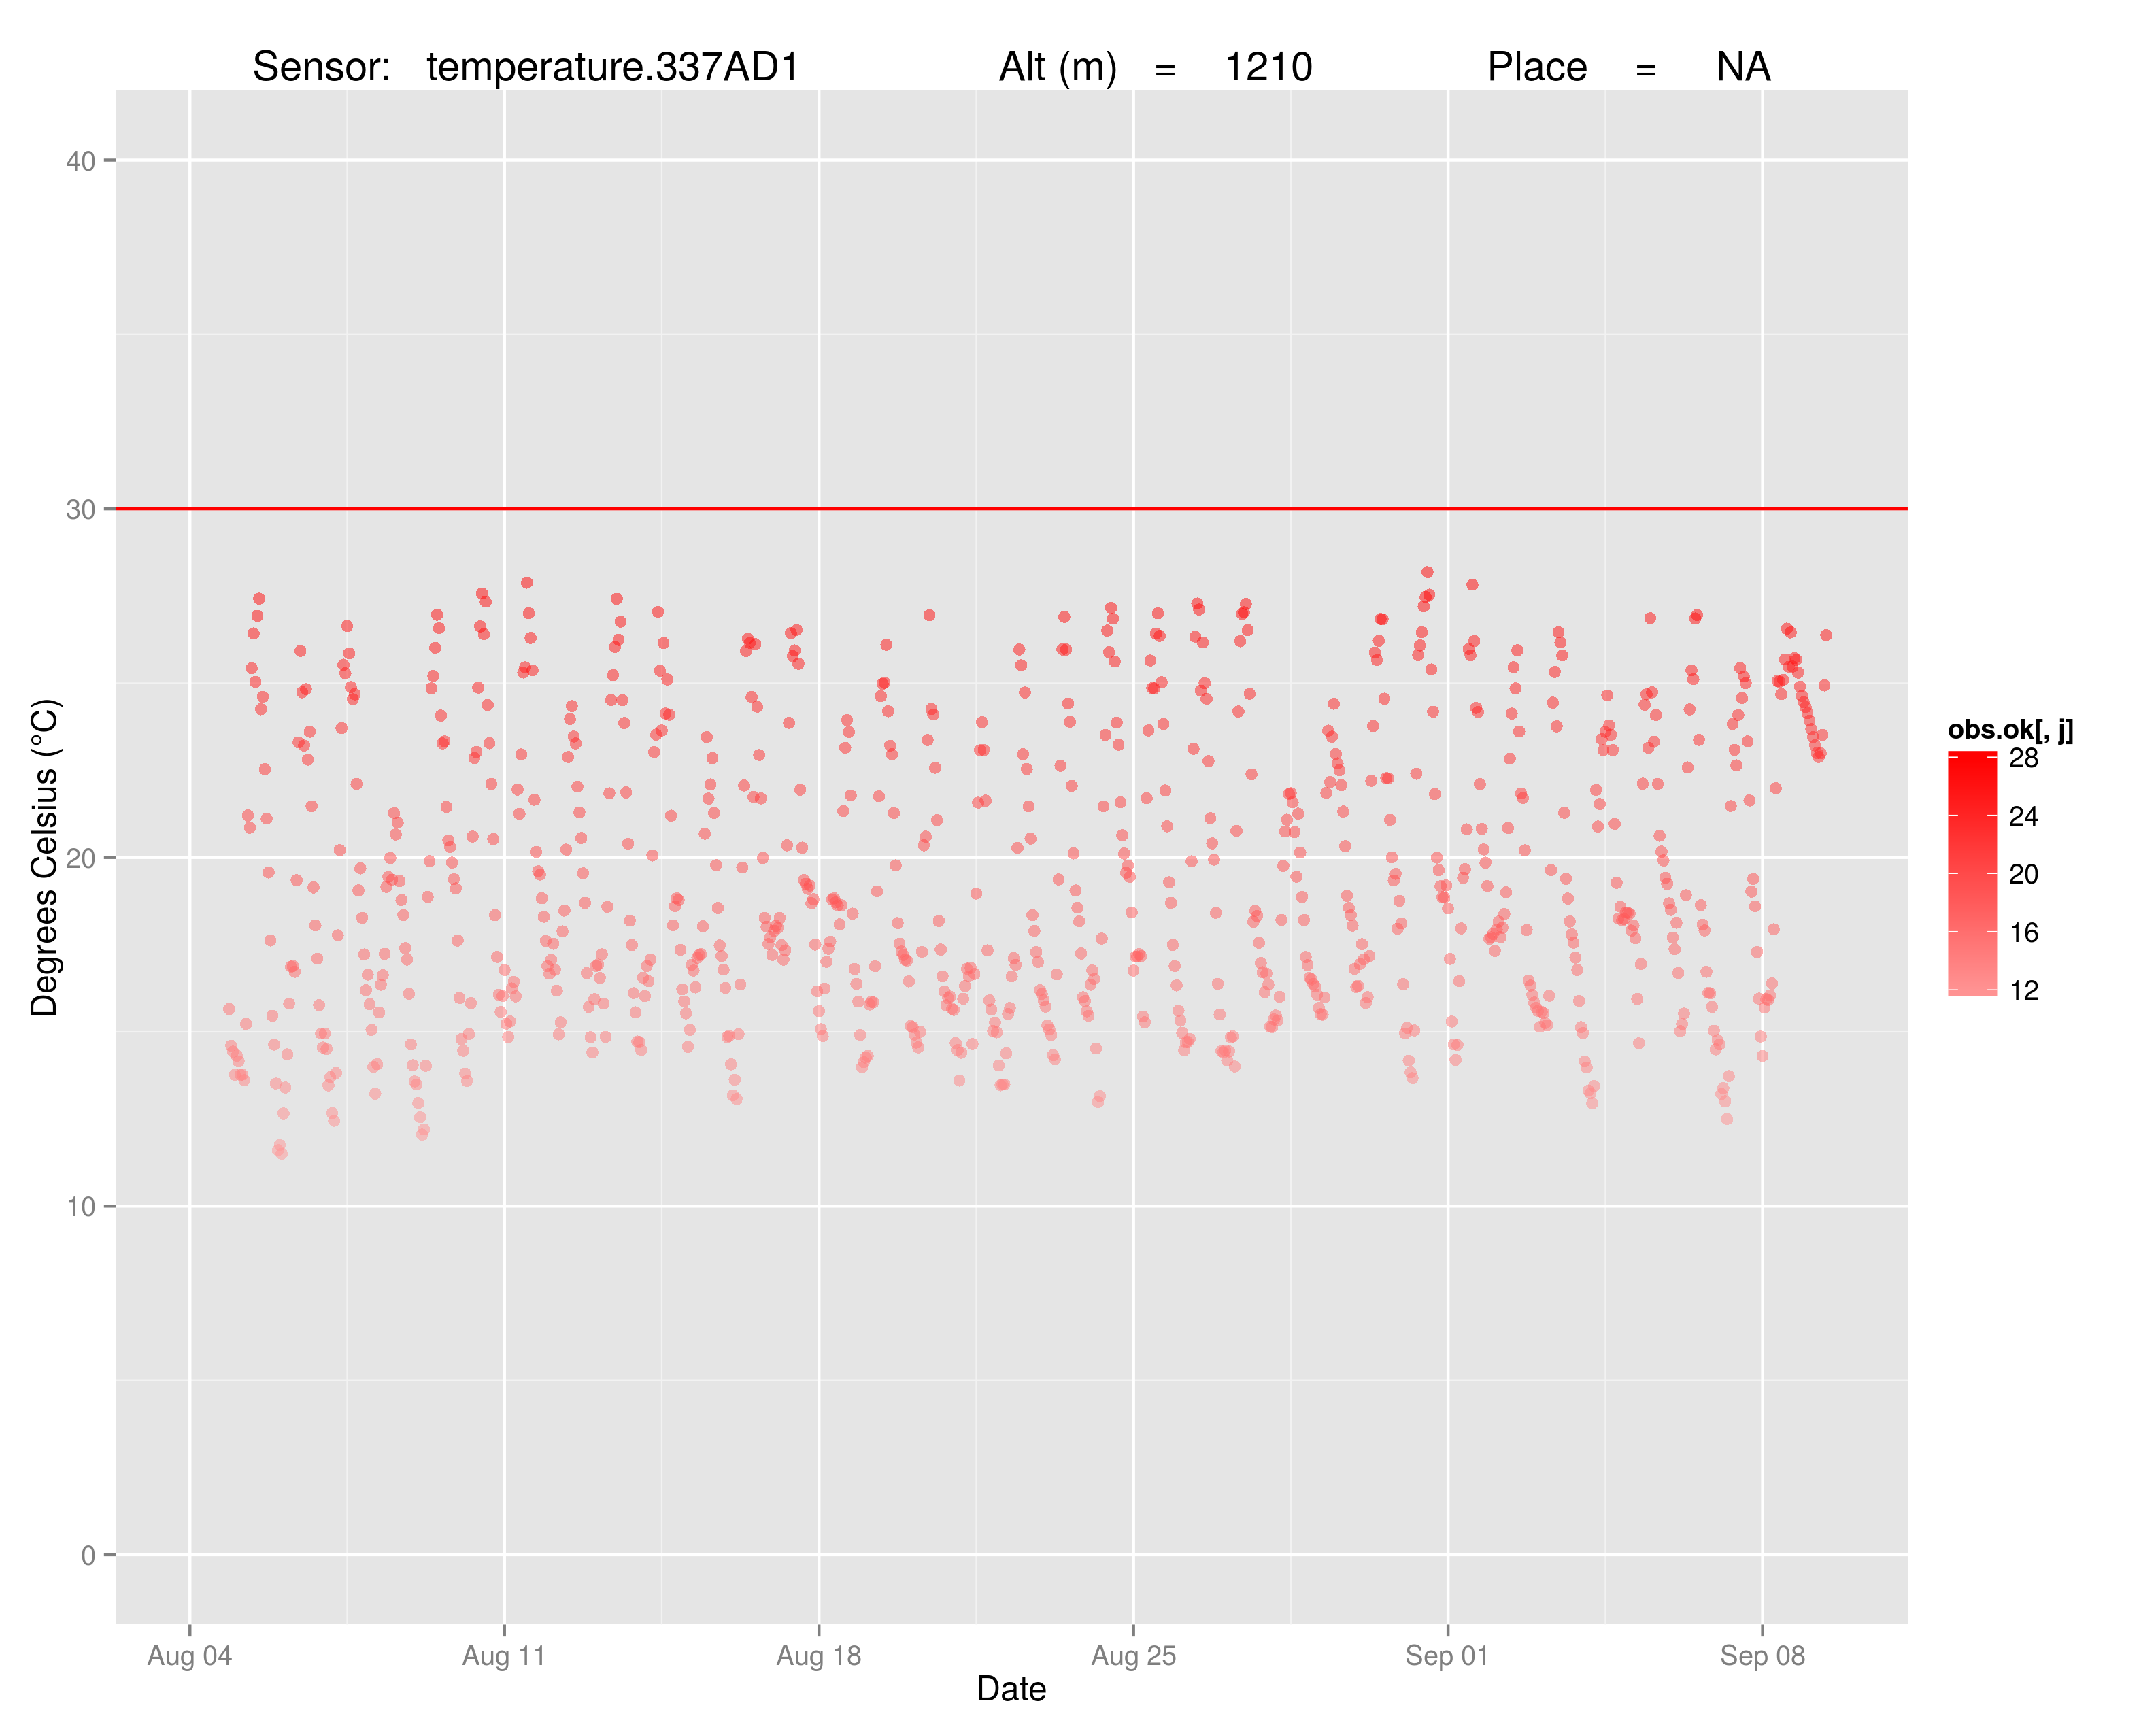 Sensor: temperature.337AD1 Alt (m) = 1210 Place = NA
40
30
20
10
0
Degrees Celsius (°C)
Aug 04 Aug 11 Aug 18 Aug 25 Sep 01 Sep 08
Date
obs.ok[, j]
28
24
20
16
12